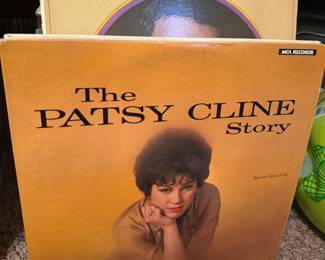 MCA RECORDS
The
PATSY CLINE
Story